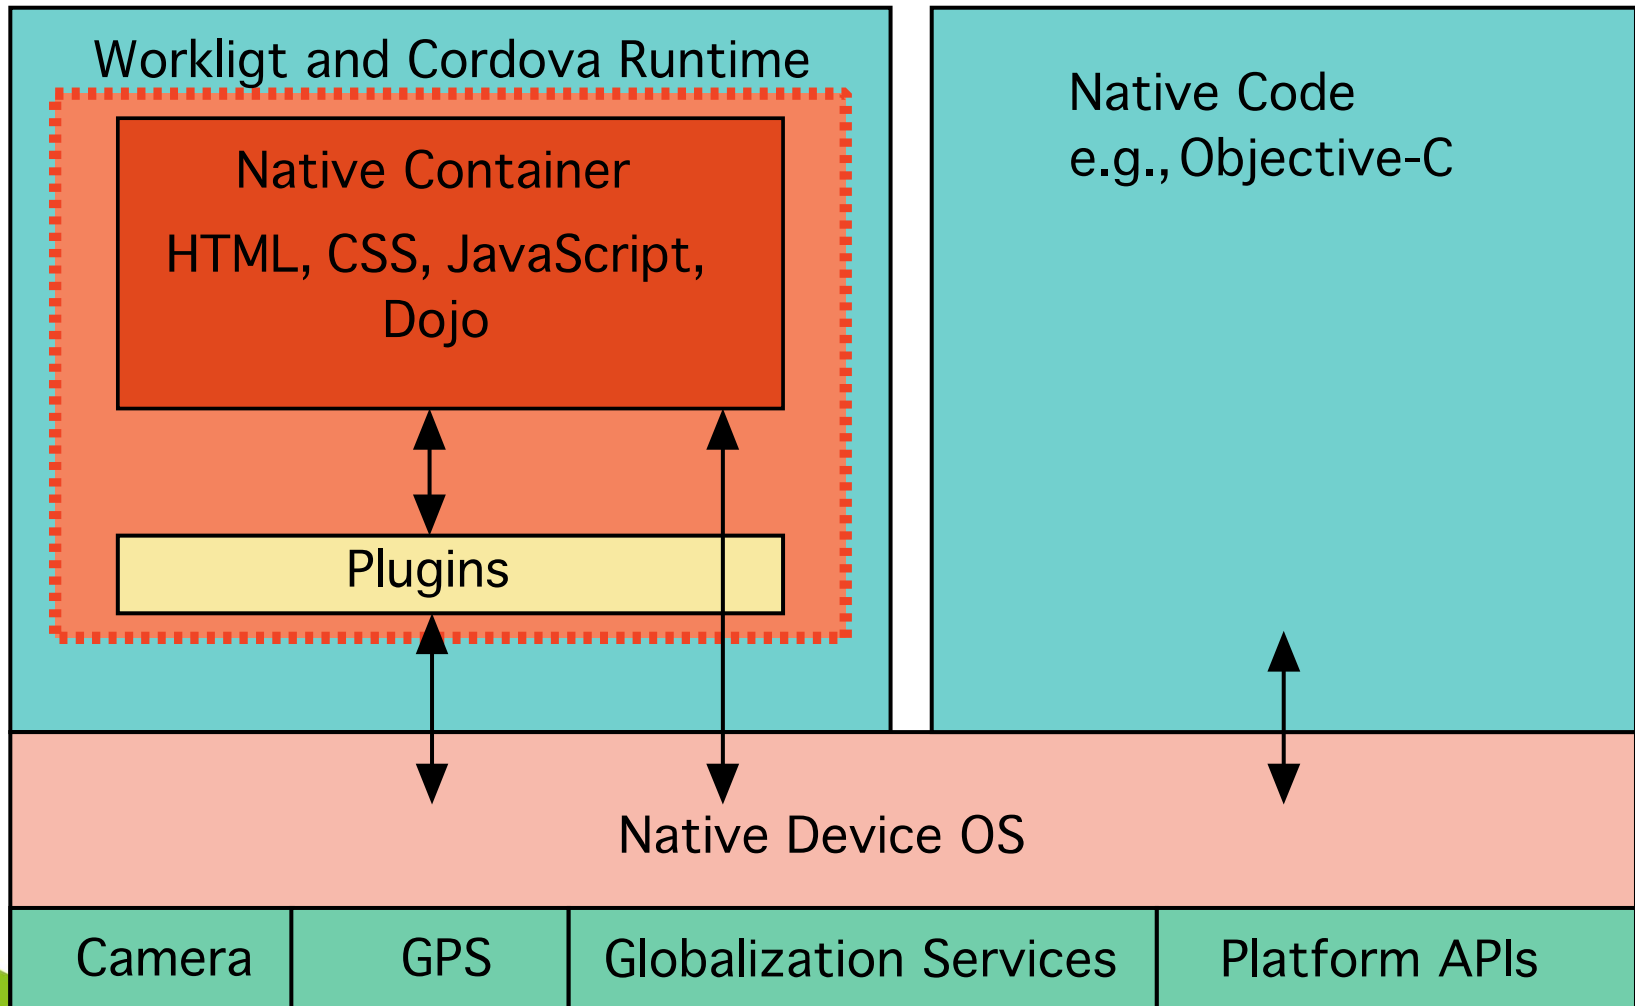 Workligt and Cordova Runtime
Native Container
HTML, CSS, JavaScript,
Dojo
Plugins
Native Code
e.g., Objective-C
Native Device OS
Camera
GPS
Globalization Services
Platform APIs